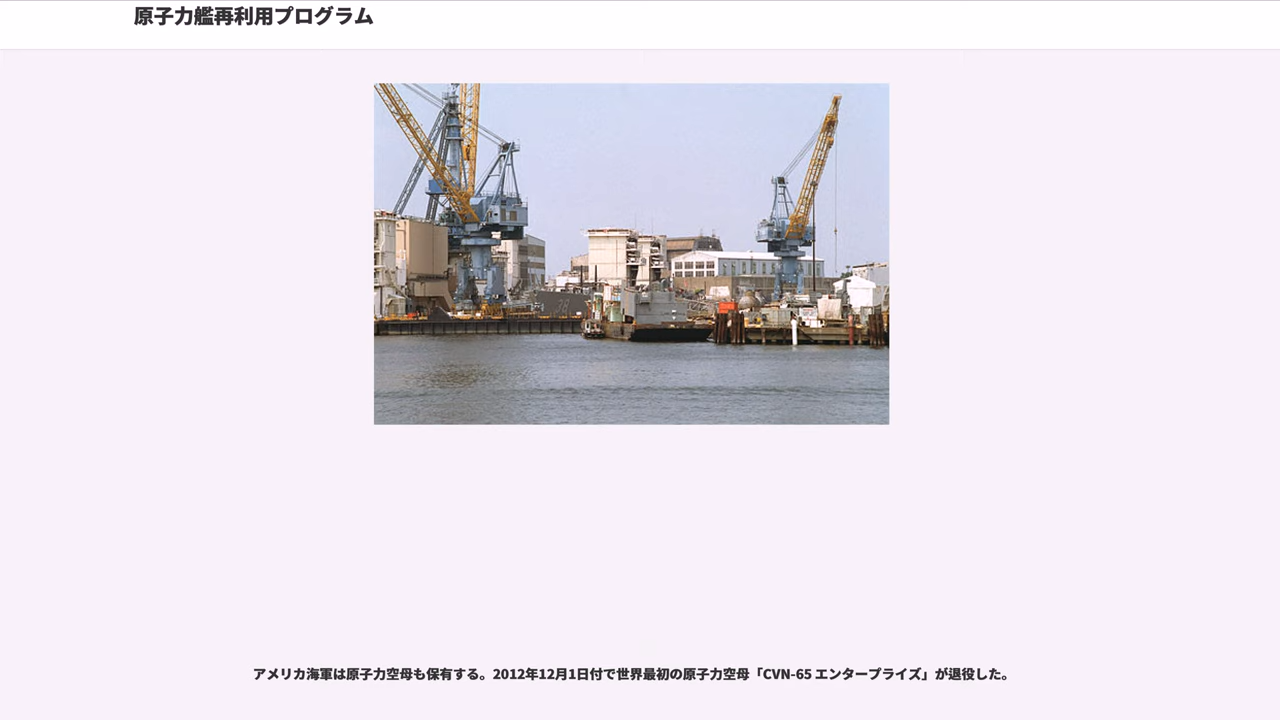 原子力艦再利用プログラム
アメリカ海軍は原子力空母も保有する。2012年12月1日付で世界最初の原子力空母「CVN-65 エンタープライズ」が退役した。